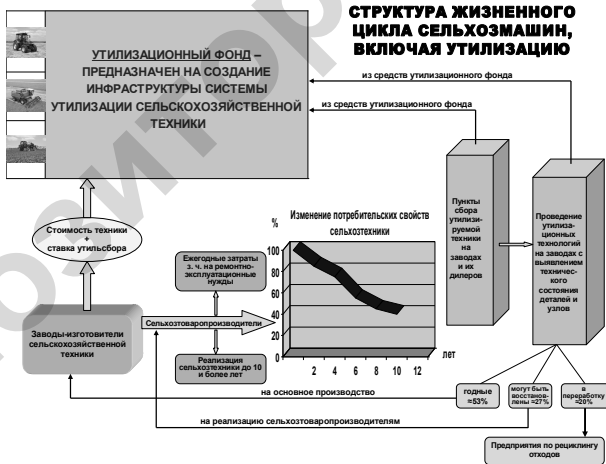 СТРУКТУРА ЖИЗНЕННОГО
ЦИКЛА СЕЛЬХОЗМАШИН,
ВКЛЮЧАЯ УТИЛИЗАЦИЮ
УТИЛИЗАЦИОННЫЙ ФОНД –
ПРЕДНАЗНАЧЕН НА СОЗДАНИЕ
ИНФРАСТРУКТУРЫ СИСТЕМЫ
УТИЛИЗАЦИИ СЕЛЬСКОХОЗЯЙСТВЕННОЙ
ТЕХНИКИ
из средств утилизационного фонда
из средств утилизационного фонда
Пункты
сбора
утилизи-
руемой
техники
на
заводах
и их
дилеров
Проведение
утилиза-
ционных
технологий
на заводах с
выявлением
техничес-
кого
состояния
деталей и
узлов
Стоимость техники
+
ставка утильсбора
Заводы-изготовители
сельскохозяйственной
техники
Сельхозтоваропроизводители
Ежегодные затраты
з. ч. на ремонтно-
эксплуатационные
нужды
Реализация
сельхозтехники до 10
и более лет
Изменение потребительских свойств
сельхозтехники
%
100
80
60
40
20
0
2 4 6 8 10 12
лет
на основное производство
годные
≈53%
могут быть
восстанов-
лены ≈27%
в
переработку
≈20%
на реализацию сельхозтоваропроизводителям
Предприятия по рециклингу
отходов